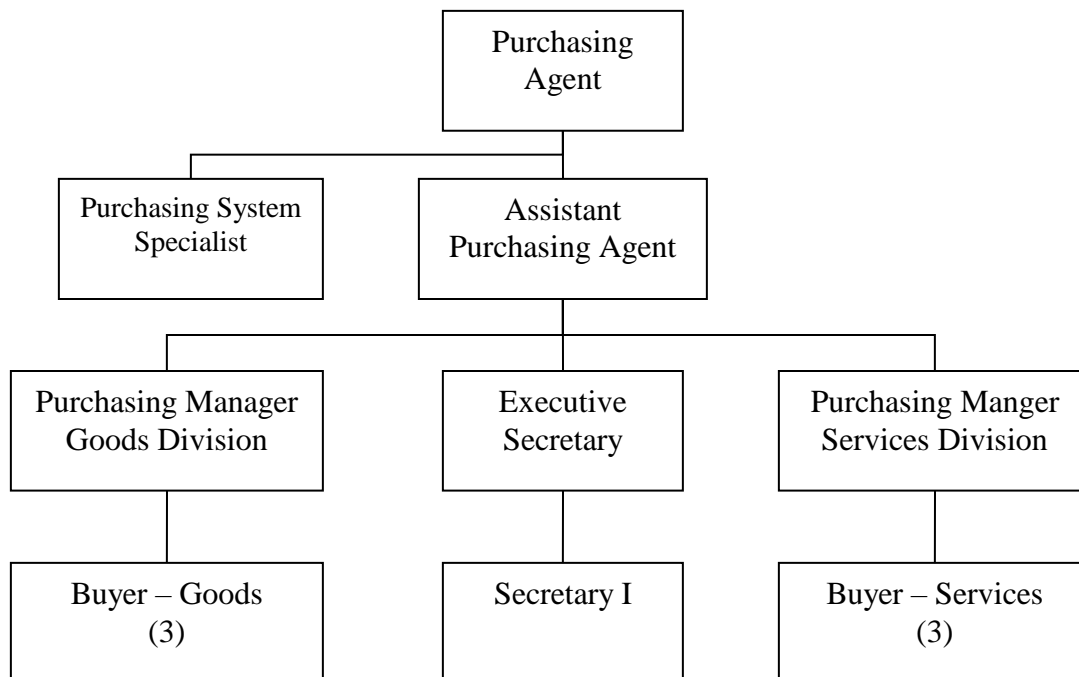 Purchasing
Agent
Purchasing System
Specialist
Assistant
Purchasing Agent
Purchasing Manager
Goods Division
Executive
Secretary
Purchasing Manger
Services Division
Buyer – Goods
(3)
Secretary I
Buyer – Services
(3)